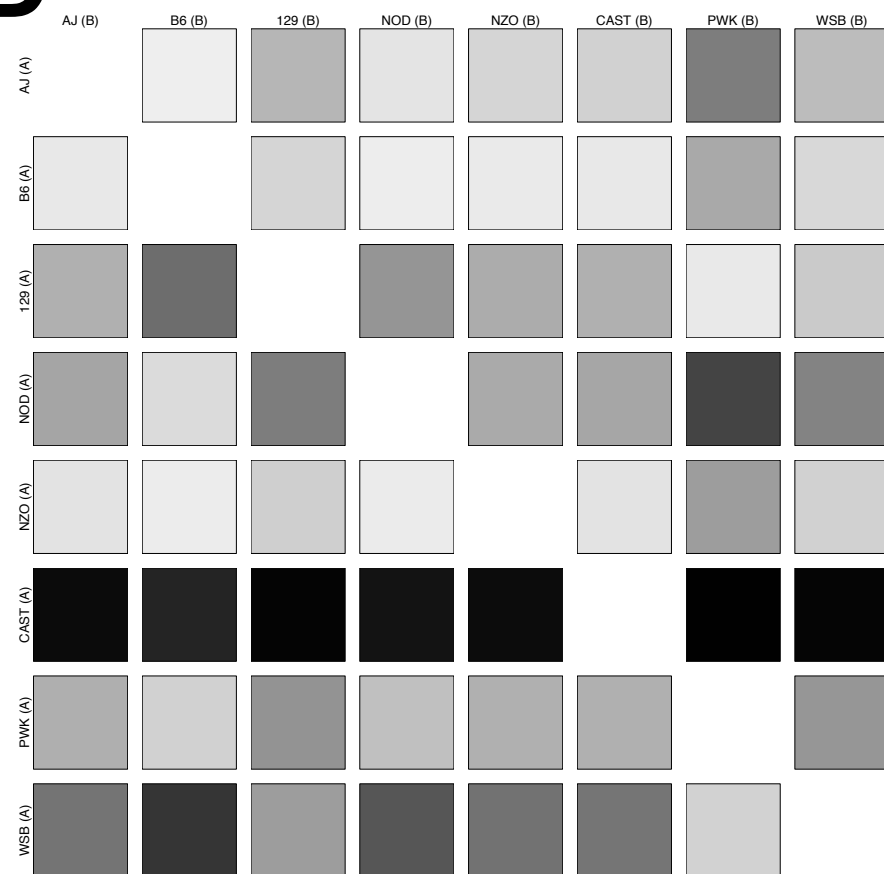 AJ (B) B6 (B) 129 (B) NOD (B) NZO (B) CAST (B) PWK (B) WSB (B)
AJ (A)
B6 (A)
129 (A)
NOD (A)
NZO (A)
CAST (A)
PWK (A)
WSB (A)